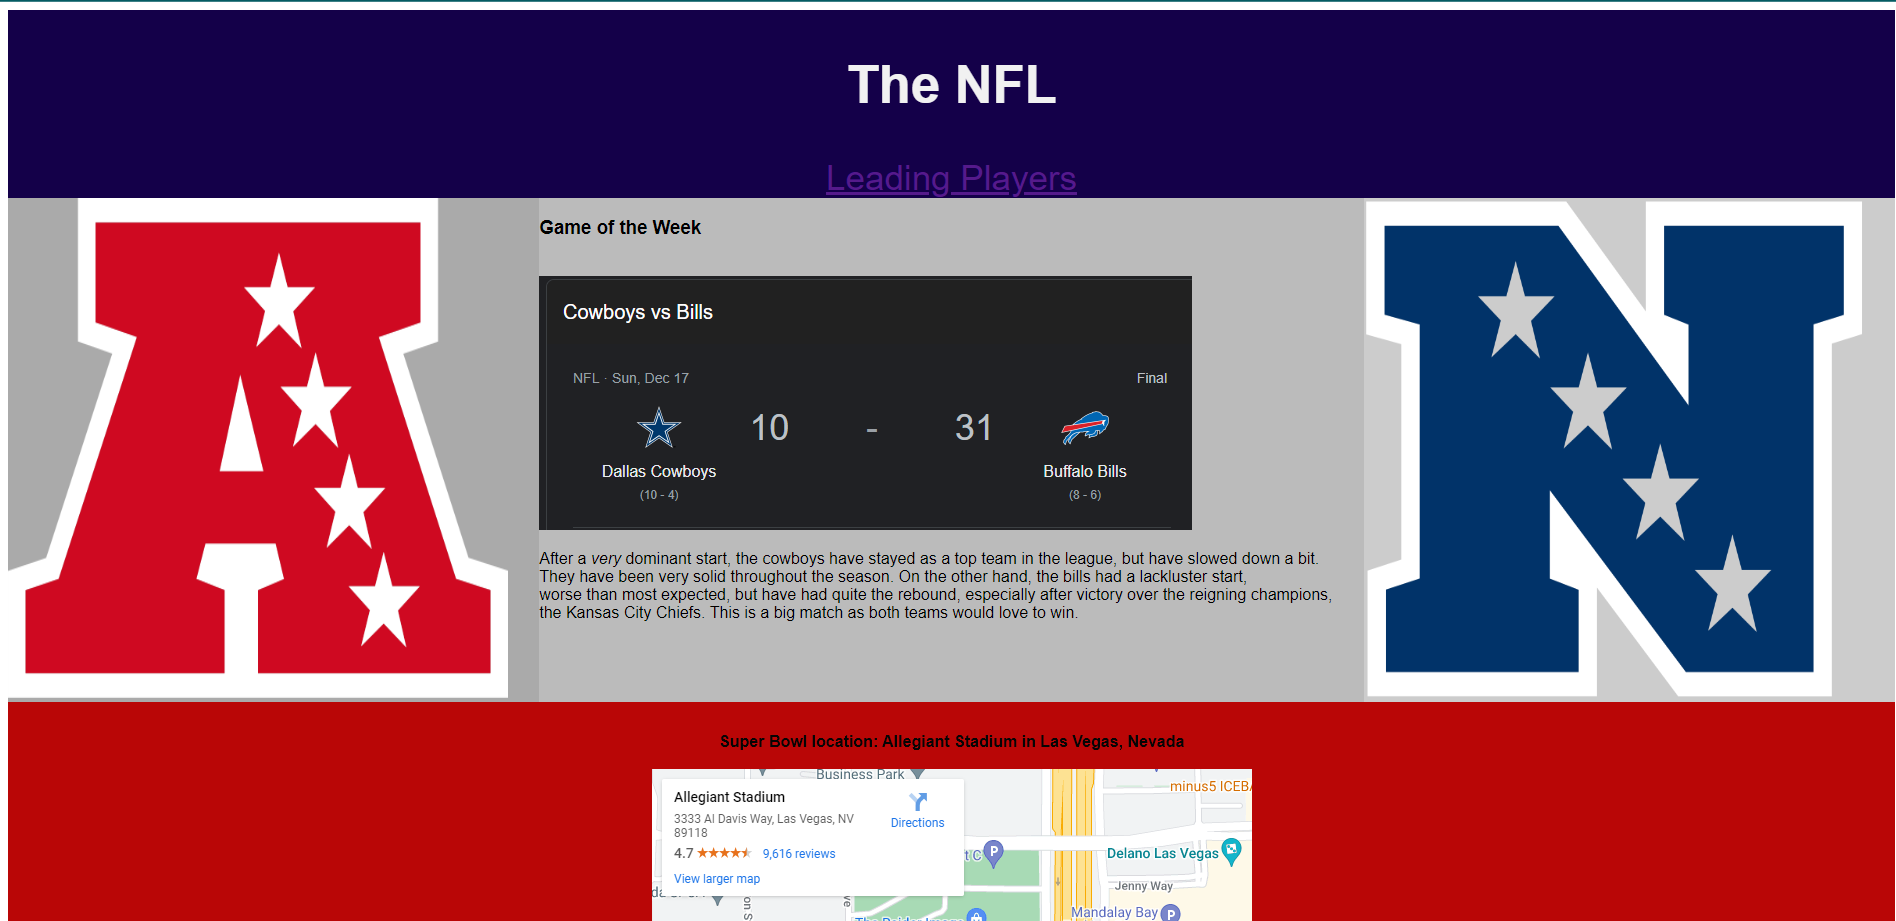 The NFL
Leading Players
Game of the Week
Cowboys vs Bills
NFL · Sun, Dec 17
Final
10 - 31
Dallas Cowboys
Buffalo Bills
(10 - 4)
(8 - 6)
After a very dominant start, the cowboys have stayed as a top team in the league, but have slowed down a bit.
They have been very solid throughout the season. On the other hand, the bills had a lackluster start,
worse than most expected, but have had quite the rebound, especially after victory over the reigning champions,
the Kansas City Chiefs. This is a big match as both teams would love to win.
Super Bowl location: Allegiant Stadium in Las Vegas, Nevada
Business Park
minus5 ICEB
Allegiant Stadium
3333 Al Davis Way, Las Vegas, NV
89118
Directions
4.7
9,616 reviews
View larger map
t C
P
Delano Las Vegas
Jenny Way
Mandalay Bay
P